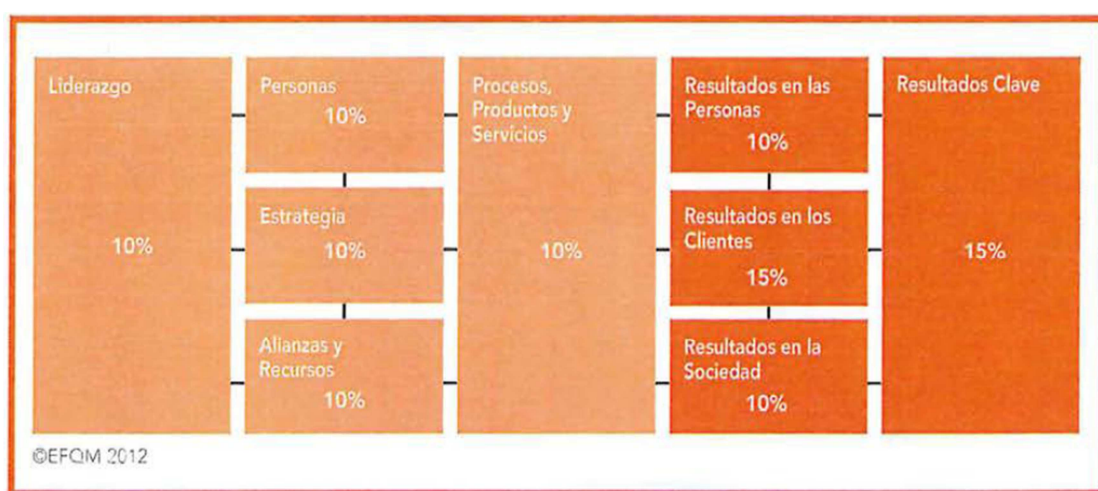 Liderazgo
10%
Personas
10%
Estrategia
10%
Alianzas y
Recursos
10%
Procesos,
Productos y
Servicios
10%
Resultados en las
Personas
10%
Resultados en los
Clientes
15%
Resultados en la
Sociedad
10%
Resultados Clave
15%
©EFQM 2012